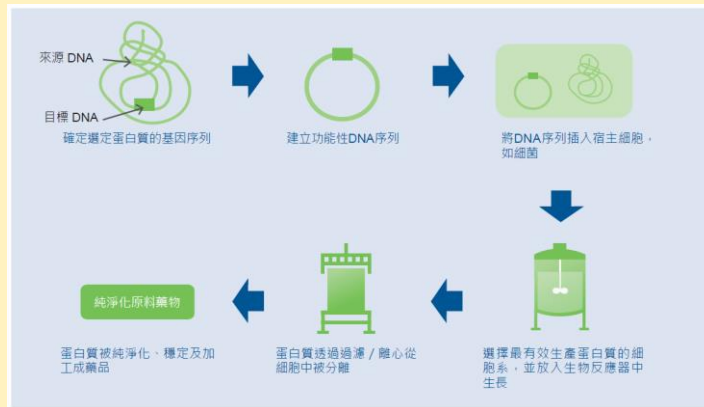 來源 DNA
目標 DNA
確定選定蛋白質的基因序列
建立功能性DNA序列
將DNA序列插入宿主細胞，
如細菌
選擇最有效生產蛋白質的細
胞系，並放入生物反應器中
生長
蛋白質透過過濾 / 離心從
細胞中被分離
純淨化原料藥物
蛋白質被純淨化、穩定及加
工成藥品